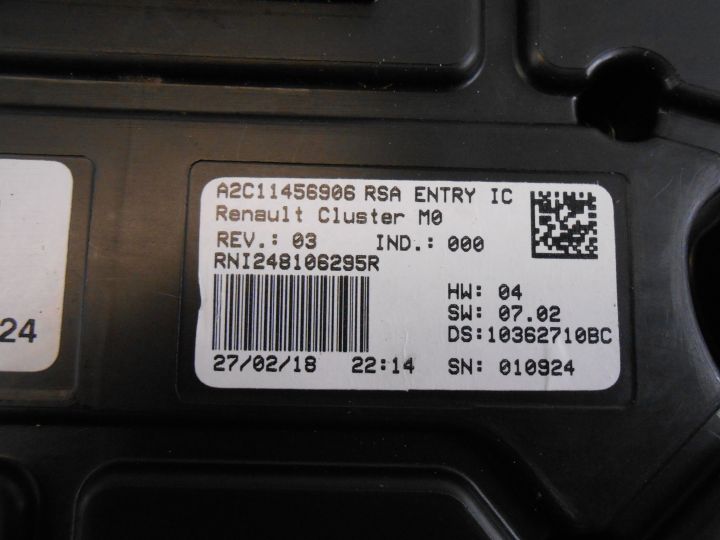 A2C11456906 RSA ENTRY IC
Renault Cluster M0
REV.: 03 IND.: 000
RNI248106295R
HW: 04
SW: 07.02
DS:10362710BC
27/02/18 22:14 SN: 010924
24